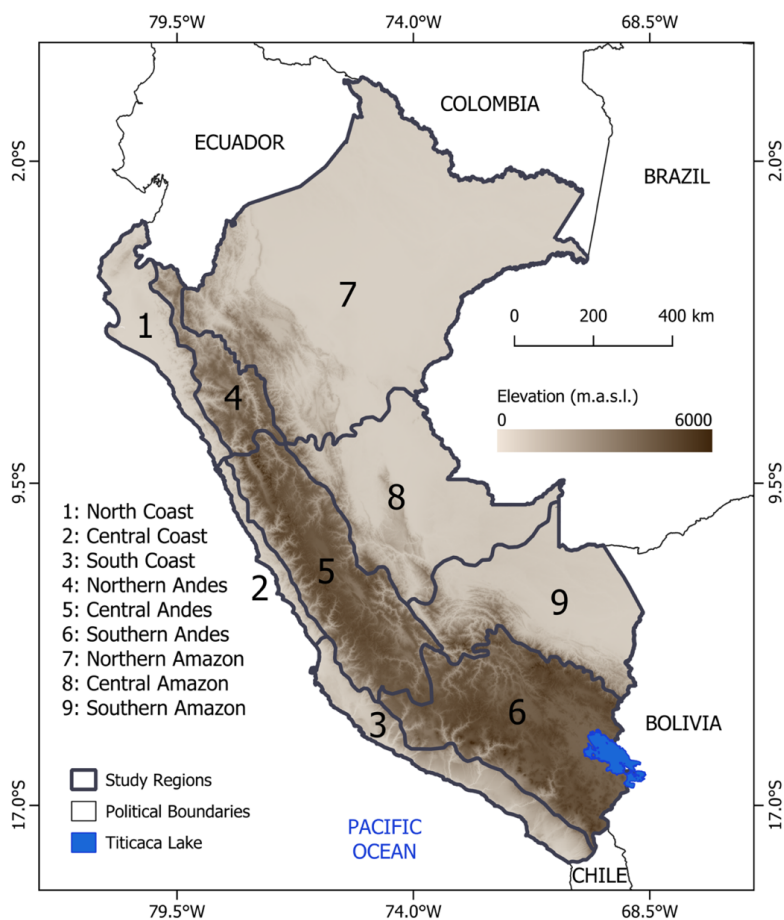 79.5°W 74.0°W 68.5°W
COLOMBIA
ECUADOR
2.0°S 2.0°S
BRAZIL
7
0 200 400 km
1
4
Elevation (m.a.s.l.)
0 6000
9.5°S 9.5°S
8
1: North Coast
2: Central Coast
3: South Coast
4: Northern Andes
5: Central Andes
6: Southern Andes
7: Northern Amazon
8: Central Amazon
9: Southern Amazon
5
2
9
6
3
BOLIVIA
Study Regions
Political Boundaries
Titicaca Lake
17.0°S 17.0°S
PACIFIC
OCEAN
CHILE
79.5°W 74.0°W 68.5°W